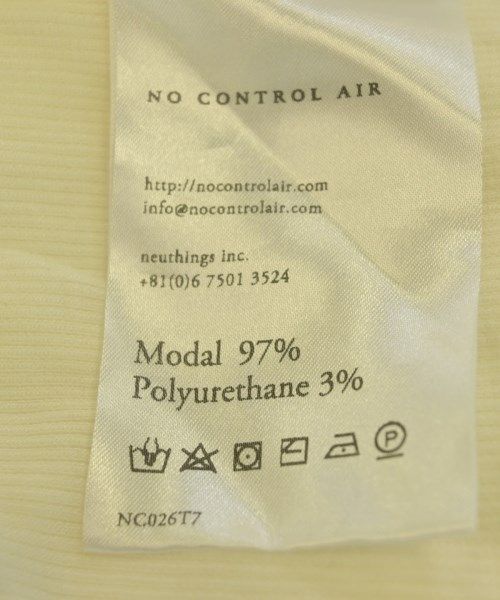 NO CONTROL AIR
http://nocontrolair.com
info@nocontrolair.com
neuthings inc.
+81(0)6 7501 3524
Modal 97%
Polyurethane 3%
P
NC026T7